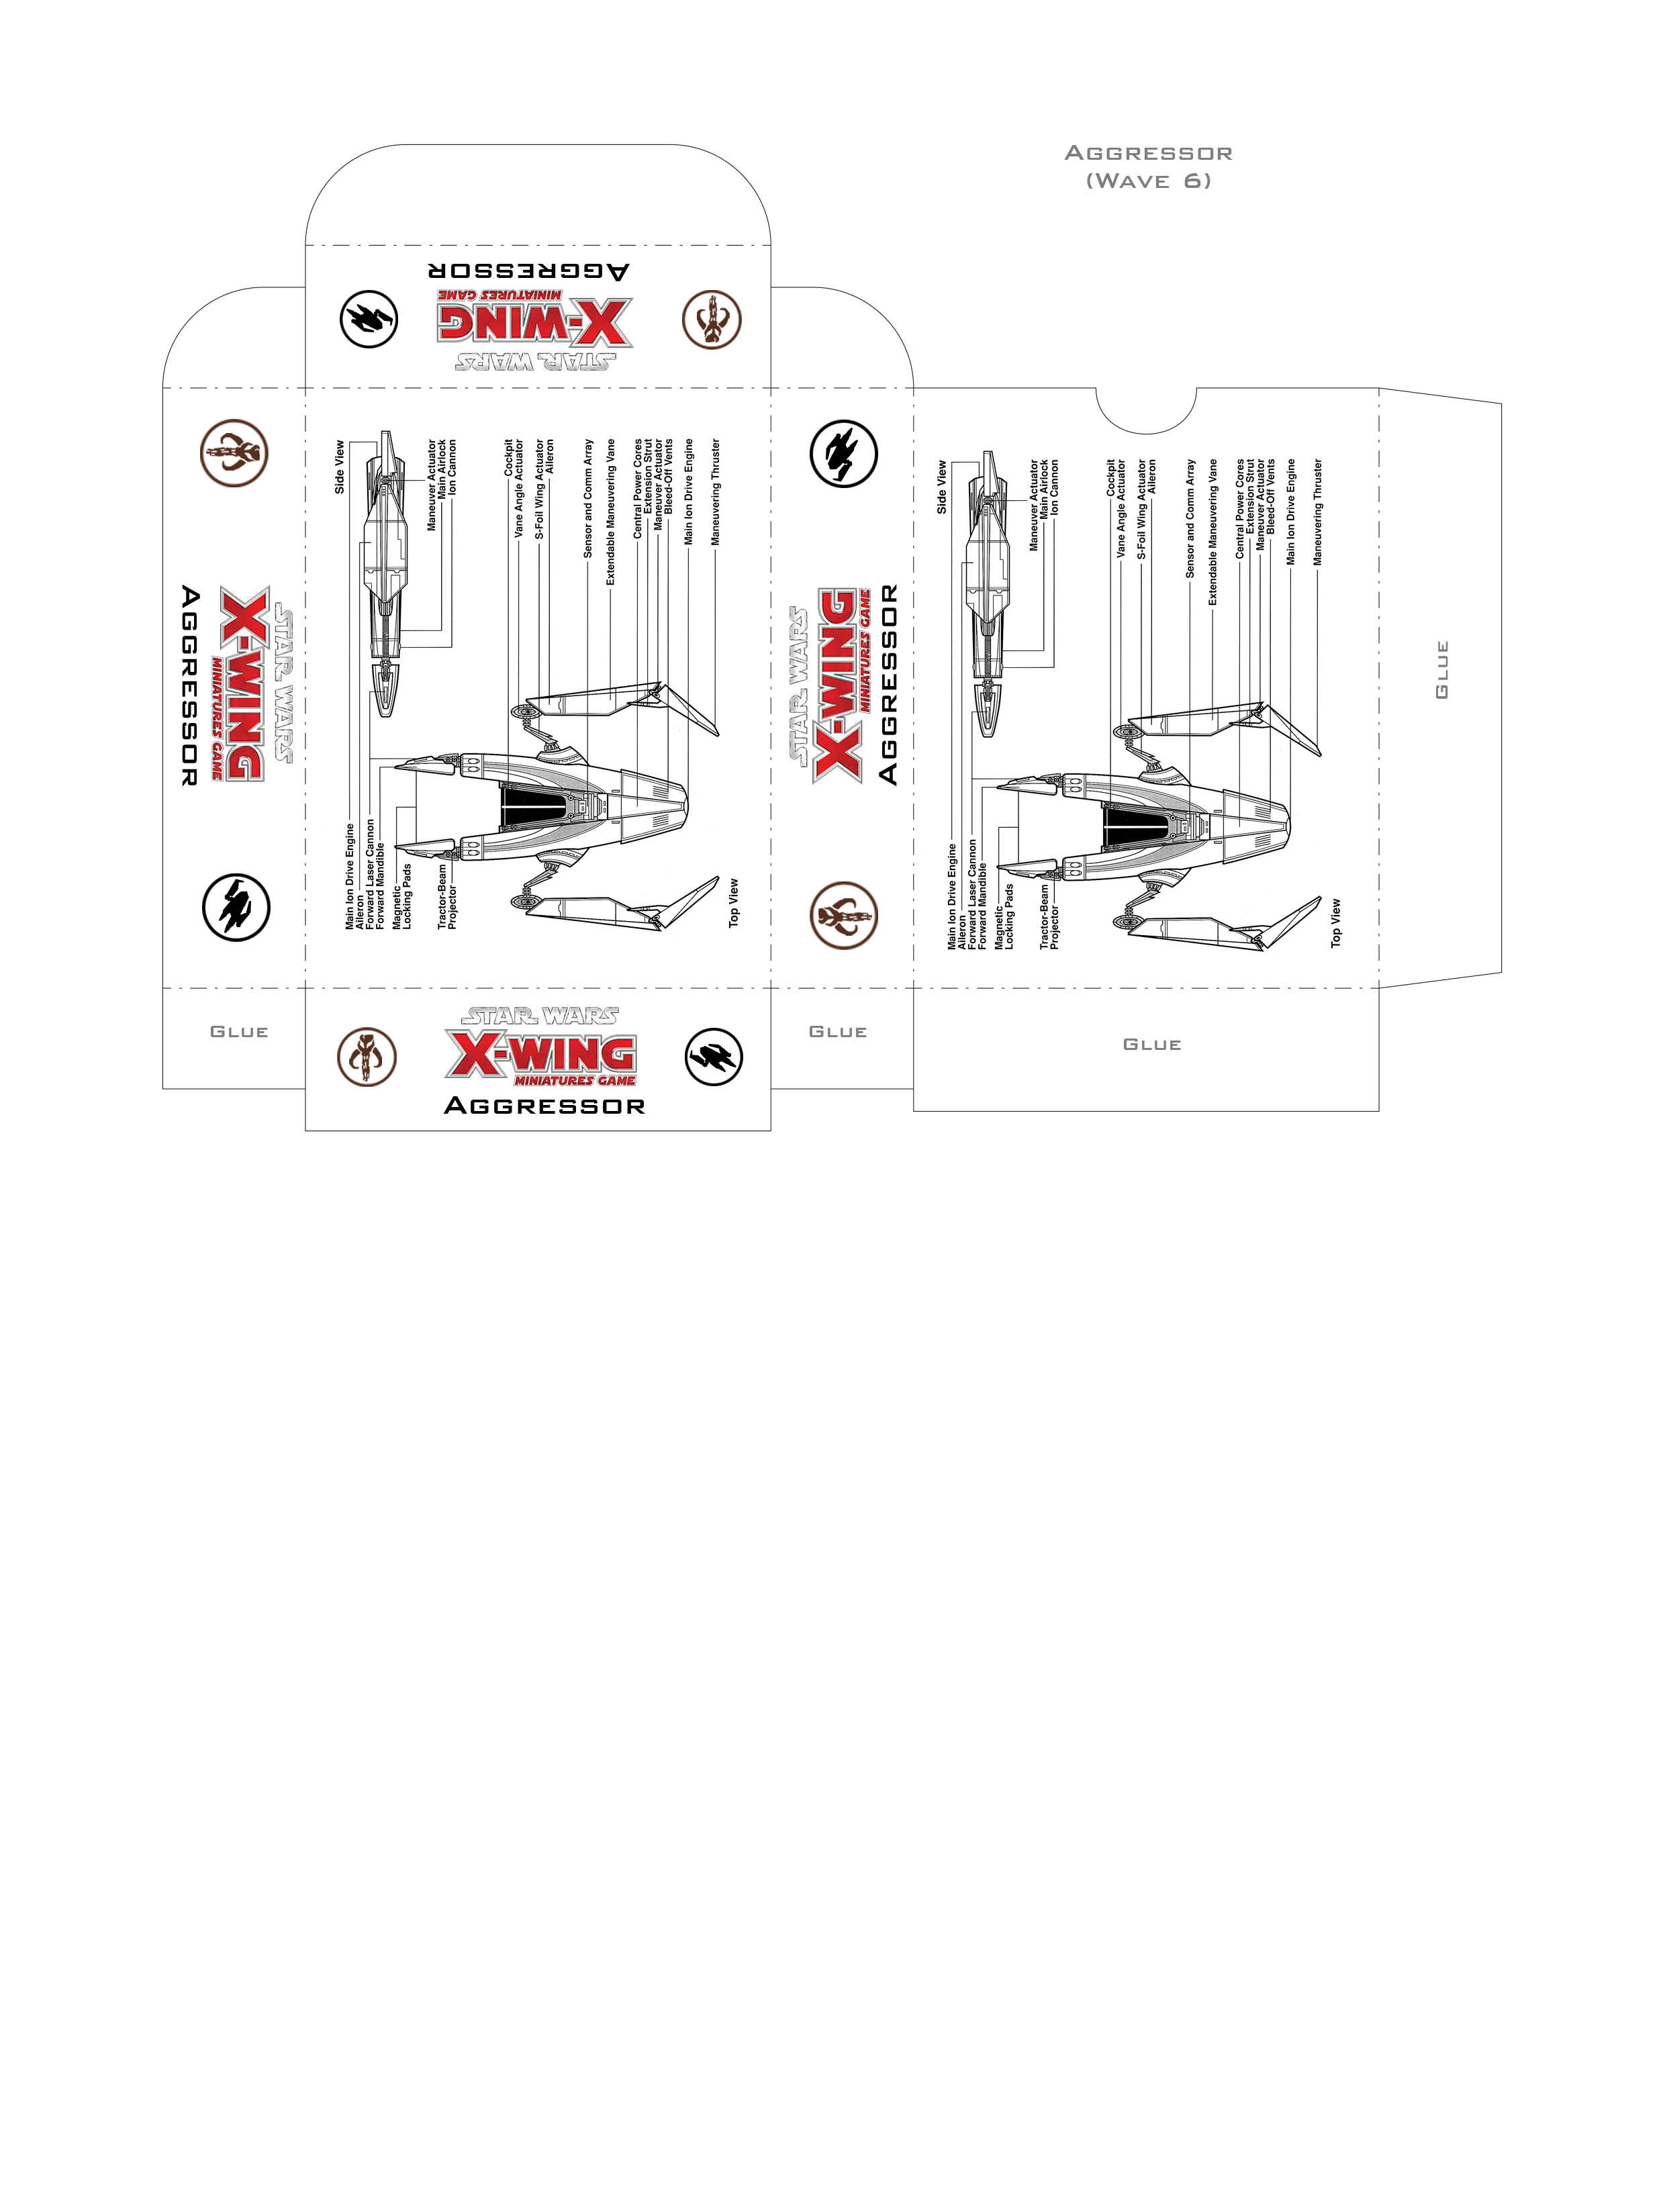 Aggressor
(Wave 6)
Aggressor
MINIATURES GAME
X-WING
STAR WARS
STAR WARS
X-WING
MINIATURES GAME
Aggressor
Side View
Maneuver Actuator
Main Airlock
Ion Cannon
Cockpit
Vane Angle Actuator
S-Foil Wing Actuator
Aileron
Sensor and Comm Array
Extendable Maneuvering Vane
Central Power Cores
Extension Strut
Maneuver Actuator
Bleed-Off Vents
Main Ion Drive Engine
Maneuvering Thruster
Main Ion Drive Engine
Aileron
Forward Laser Cannon
Forward Mandible
Magnetic
Locking Pads
Tractor-Beam
Projector
Top View
STAR WARS
X-WING
MINIATURES GAME
Aggressor
Side View
Maneuver Actuator
Main Airlock
Ion Cannon
Cockpit
Vane Angle Actuator
S-Foil Wing Actuator
Aileron
Sensor and Comm Array
Extendable Maneuvering Vane
Central Power Cores
Extension Strut
Maneuver Actuator
Bleed-Off Vents
Main Ion Drive Engine
Maneuvering Thruster
Main Ion Drive Engine
Aileron
Forward Laser Cannon
Forward Mandible
Magnetic
Locking Pads
Tractor-Beam
Projector
Top View
Glue
Glue
STAR WARS
X-WING
MINIATURES GAME
Aggressor
Glue
Glue